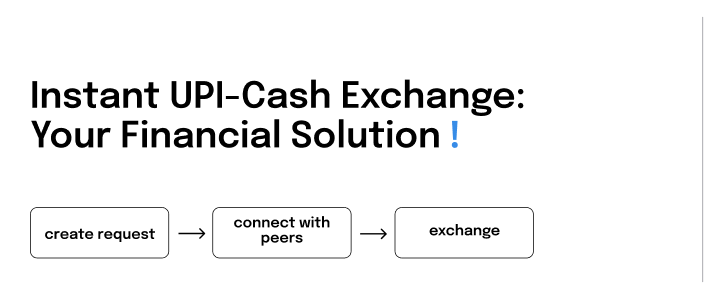 Instant UPI-Cash Exchange:
Your Financial Solution !
create request
connect with
peers
exchange